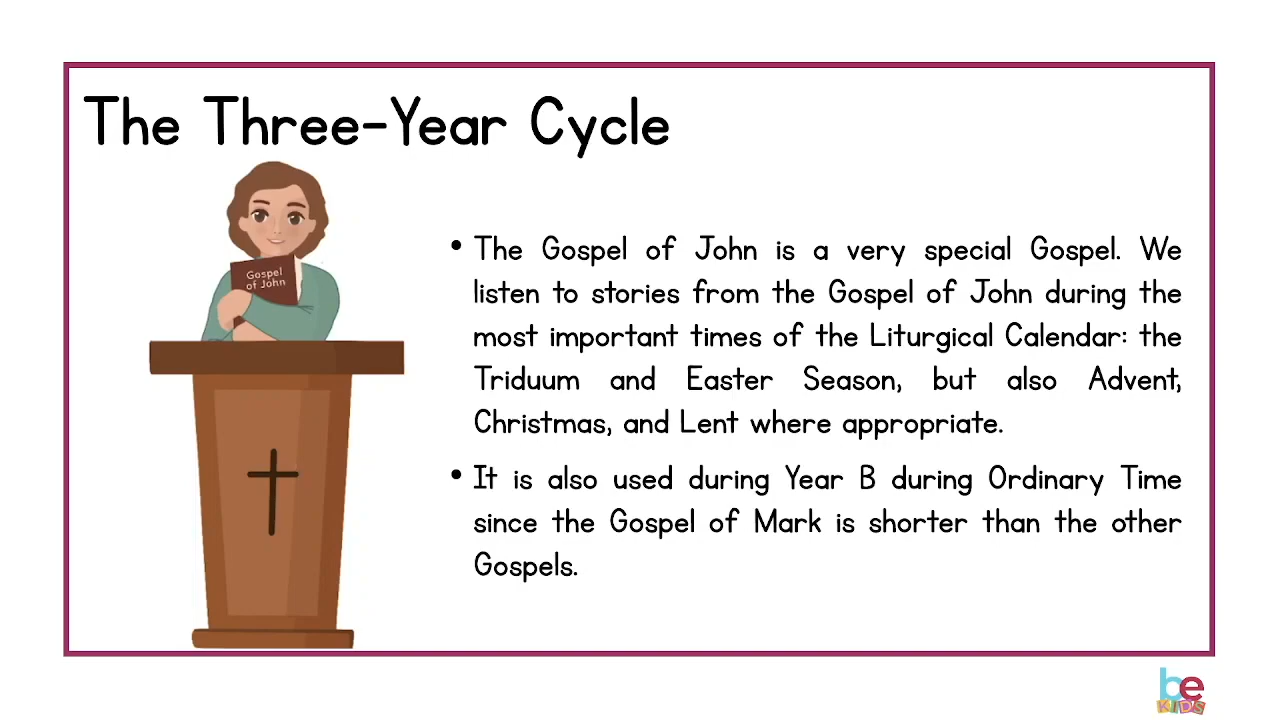 The Three-Year Cycle
Gospel
of John
• The Gospel of John is a very special Gospel. We
listen to stories from the Gospel of John during the
most important times of the Liturgical Calendar: the
Triduum and Easter Season, but also Advent,
Christmas, and Lent where appropriate.
• It is also used during Year B during Ordinary Time
since the Gospel of Mark is shorter than the other
Gospels.
be
KIDS